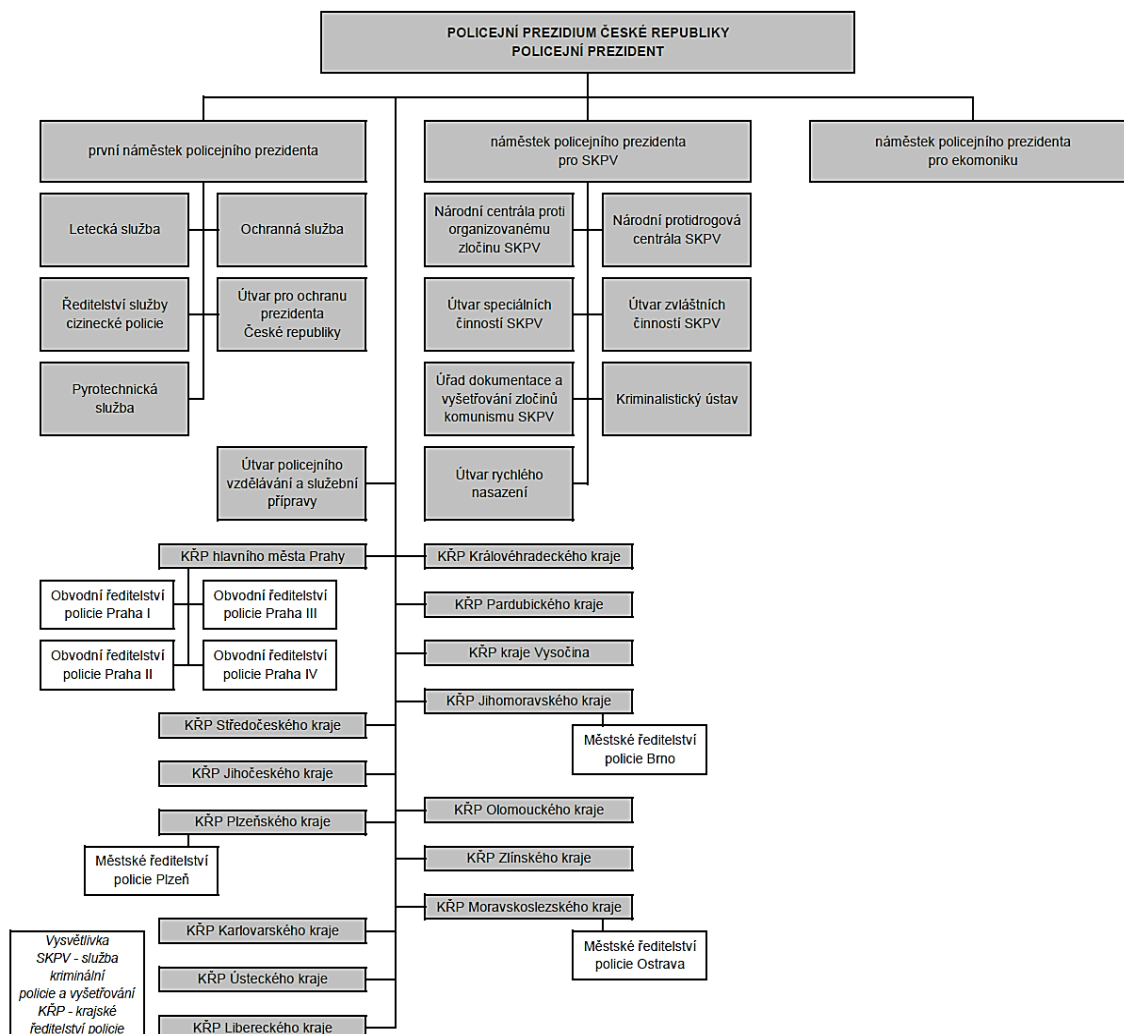 POLICEJNÍ PREZIDIUM ČESKÉ REPUBLIKY
POLICEJNÍ PREZIDENT
první náměstek policejního prezidenta
náměstek policejního prezidenta
pro SKPV
náměstek policejního prezidenta
pro ekomoniku
Letecká služba
Ochranná služba
Národní centrála proti
organizovanému
zločinu SKPV
Národní protidrogová
centrála SKPV
Ředitelství služby
cizinecké policie
Útvar pro ochranu
prezidenta
České republiky
Útvar speciálních
činností SKPV
Útvar zvláštních
činností SKPV
Pyrotechnická
služba
Úřad dokumentace a
vyšetřování zločinů
komunismu SKPV
Kriminalistický ústav
Útvar policejního
vzdělávání a služební
přípravy
Útvar rychlého
nasazení
KŘP hlavního města Prahy
KŘP Královéhradeckého kraje
Obvodní ředitelství
policie Praha I
Obvodní ředitelství
policie Praha III
KŘP Pardubického kraje
Obvodní ředitelství
policie Praha II
Obvodní ředitelství
policie Praha IV
KŘP kraje Vysočina
KŘP Jihomoravského kraje
KŘP Středočeského kraje
Městské ředitelství
policie Brno
KŘP Jihočeského kraje
KŘP Olomouckého kraje
KŘP Plzeňského kraje
Městské ředitelství
policie Plzeň
KŘP Zlínského kraje
KŘP Moravskoslezského kraje
KŘP Karlovarského kraje
Městské ředitelství
policie Ostrava
Vysvětlivka
SKPV - služba
kriminální
policie a vyšetřování
KŘP - krajské
ředitelství policie
KŘP Ústeckého kraje
KŘP Libereckého kraje